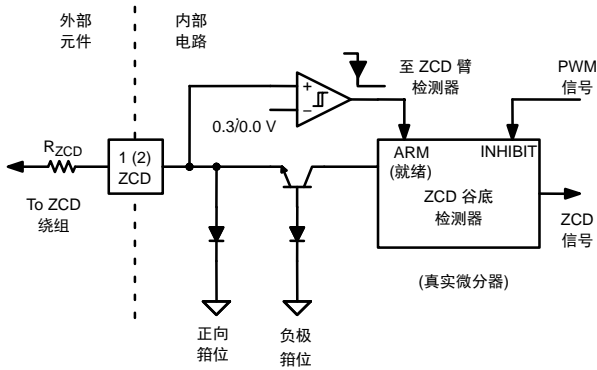 外部
元件
内部
电路
至 ZCD 臂
检测器
PWM
信号
0.3/0.0 V
+
−
RZCD
1 (2)
ZCD
ARM
(就绪)
INHIBIT
ZCD 谷底
检测器
To ZCD
绕组
ZCD
信号
(真实微分器)
正向
箝位
负极
箝位